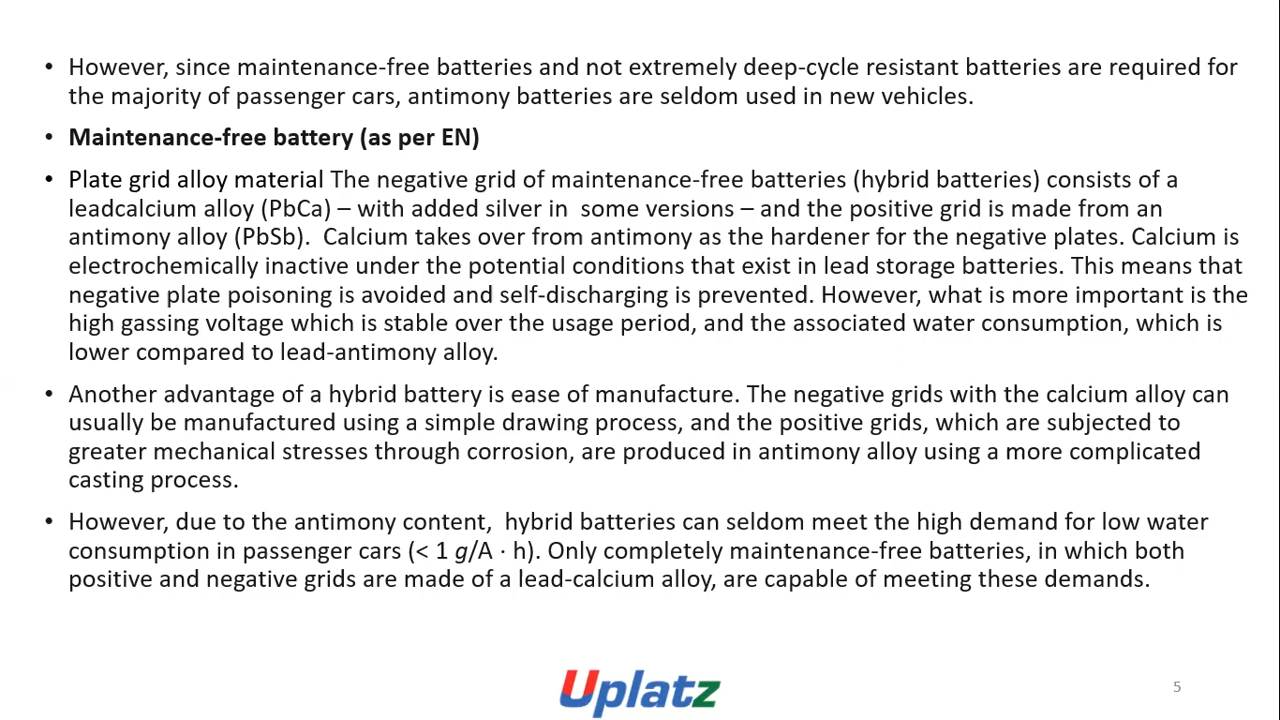 • However, since maintenance-free batteries and not extremely deep-cycle resistant batteries are required for
the majority of passenger cars, antimony batteries are seldom used in new vehicles.
• Maintenance-free battery (as per EN)
• Plate grid alloy material The negative grid of maintenance-free batteries (hybrid batteries) consists of a
leadcalcium alloy (PbCa) – with added silver in  some versions – and the positive grid is made from an
antimony alloy (PbSb).  Calcium takes over from antimony as the hardener for the negative plates. Calcium is
electrochemically inactive under the potential conditions that exist in lead storage batteries. This means that
negative plate poisoning is avoided and self-discharging is prevented. However, what is more important is the
high gassing voltage which is stable over the usage period, and the associated water consumption, which is
lower compared to lead-antimony alloy.
• Another advantage of a hybrid battery is ease of manufacture. The negative grids with the calcium alloy can
usually be manufactured using a simple drawing process, and the positive grids, which are subjected to
greater mechanical stresses through corrosion, are produced in antimony alloy using a more complicated
casting process.
• However, due to the antimony content,  hybrid batteries can seldom meet the high demand for low water
consumption in passenger cars (< 1 g/A · h). Only completely maintenance-free batteries, in which both
positive and negative grids are made of a lead-calcium alloy, are capable of meeting these demands.
Uplatz
5